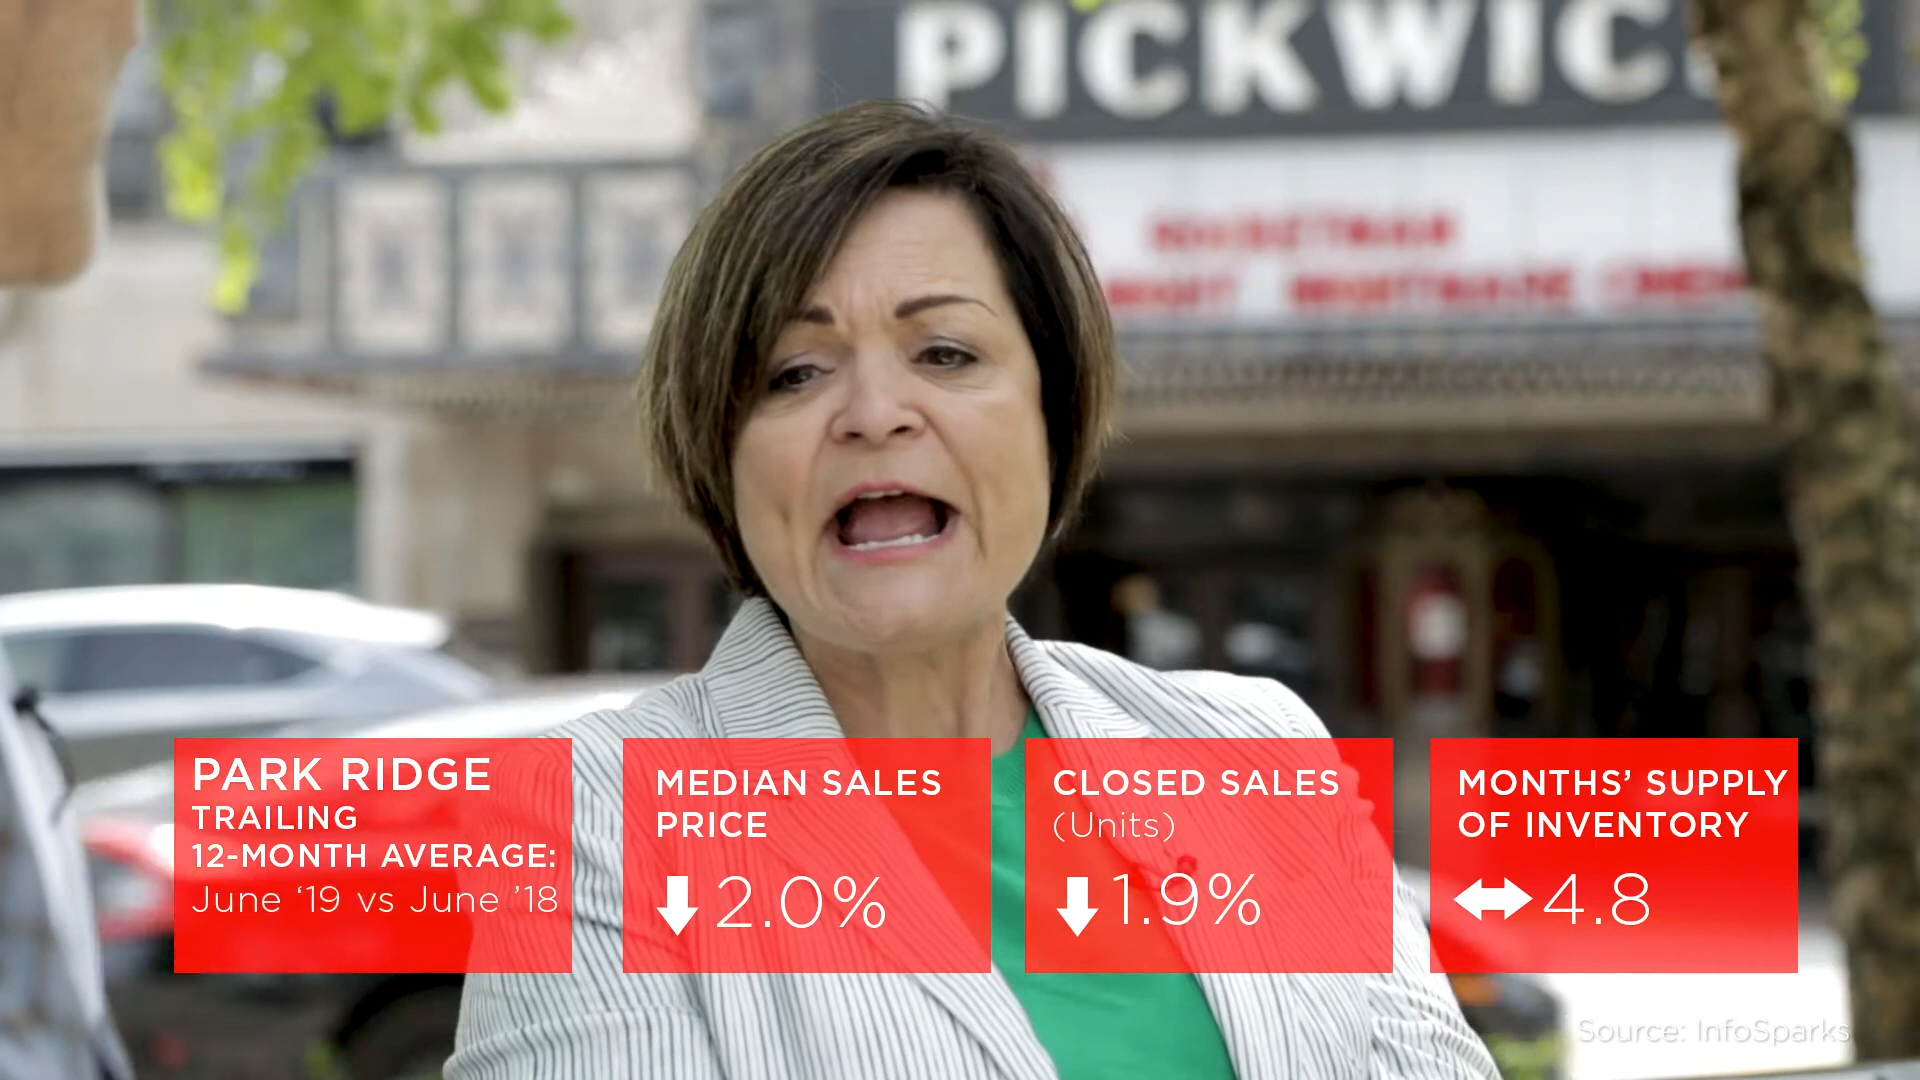 PICKWIC
PARK RIDGE
TRAILING
12-MONTH AVERAGE:
June ‘19 vs June ’18
MEDIAN SALES
PRICE
2.0%
CLOSED SALES
(Units)
1.9%
MONTHS’ SUPPLY
OF INVENTORY
4.8
Source: InfoSparks